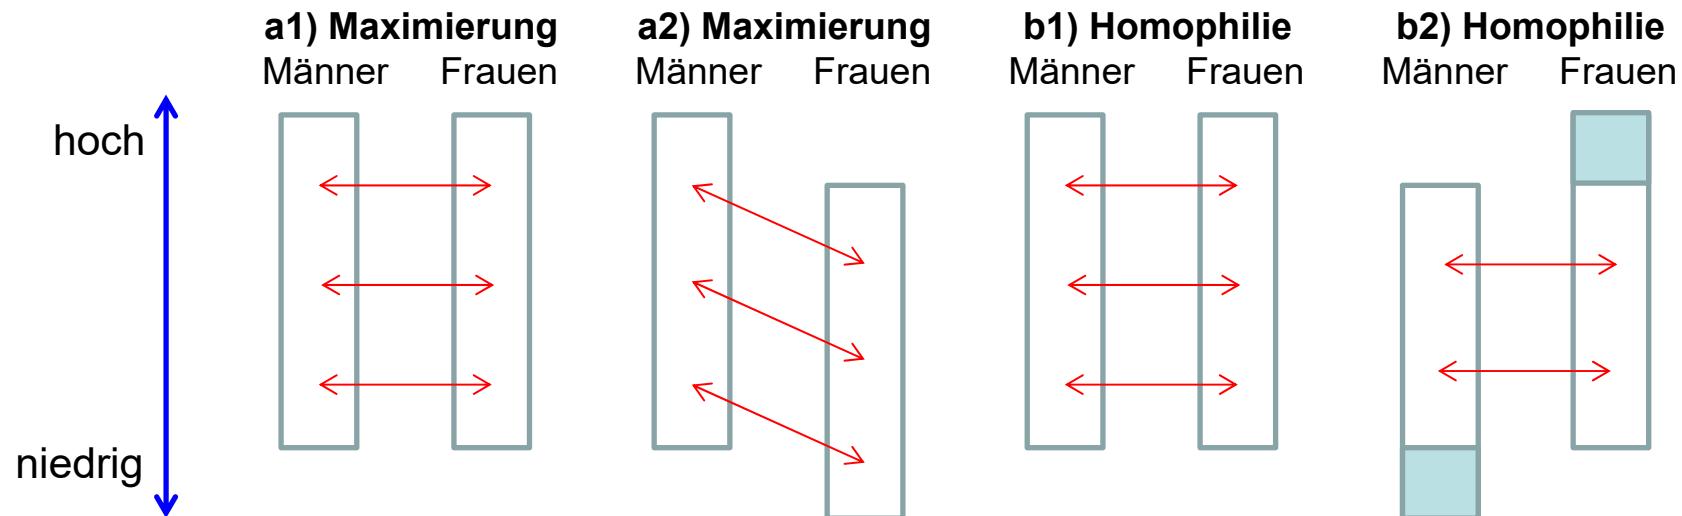 a1) Maximierung
Männer Frauen
a2) Maximierung
Männer Frauen
b1) Homophilie
Männer Frauen
b2) Homophilie
Männer Frauen
hoch
niedrig